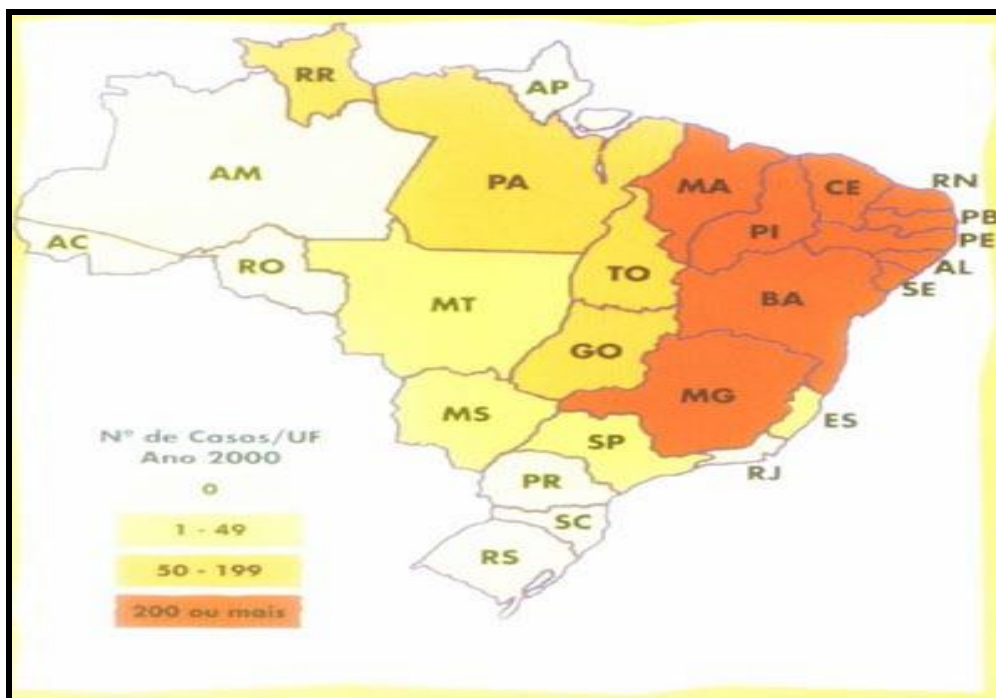 RR
AP
AM
PA
MA
CE
RN
PB
PI
PE
AC
RO
TO
AL
SE
MT
BA
GO
MG
MS
ES
SP
RJ
PR
SC
RS
Nº de Casos/UF
Ano 2000
0
1 - 49
50 - 199
200 ou mais